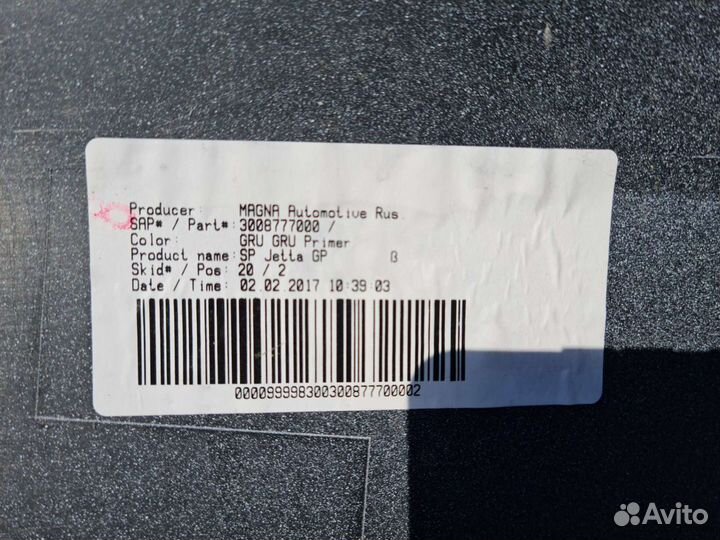 Producer: MAGNA Automotive Rus.
SAP# / Part#: 3008777000 /
Color: GRU GRU Primer
Product name: SP Jetta GP ß
Skid# / Pos: 20 / 2
Date / Time: 02.02.2017 10:39:03
00009999830030087770002
Avito